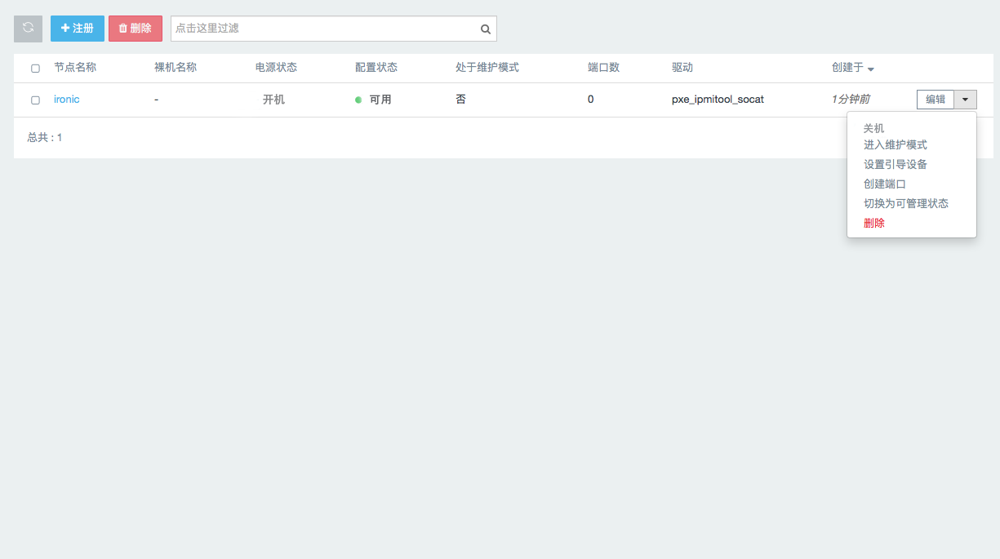 注册 删除 点击这里过滤
节点名称 裸机名称 电源状态 配置状态 处于维护模式 端口数 驱动 创建于
ironic - 开机 可用 否 0 pxe_ipmitool_socat 1分钟前 编辑
总共 : 1
关机
进入维护模式
设置引导设备
创建端口
切换为可管理状态
删除